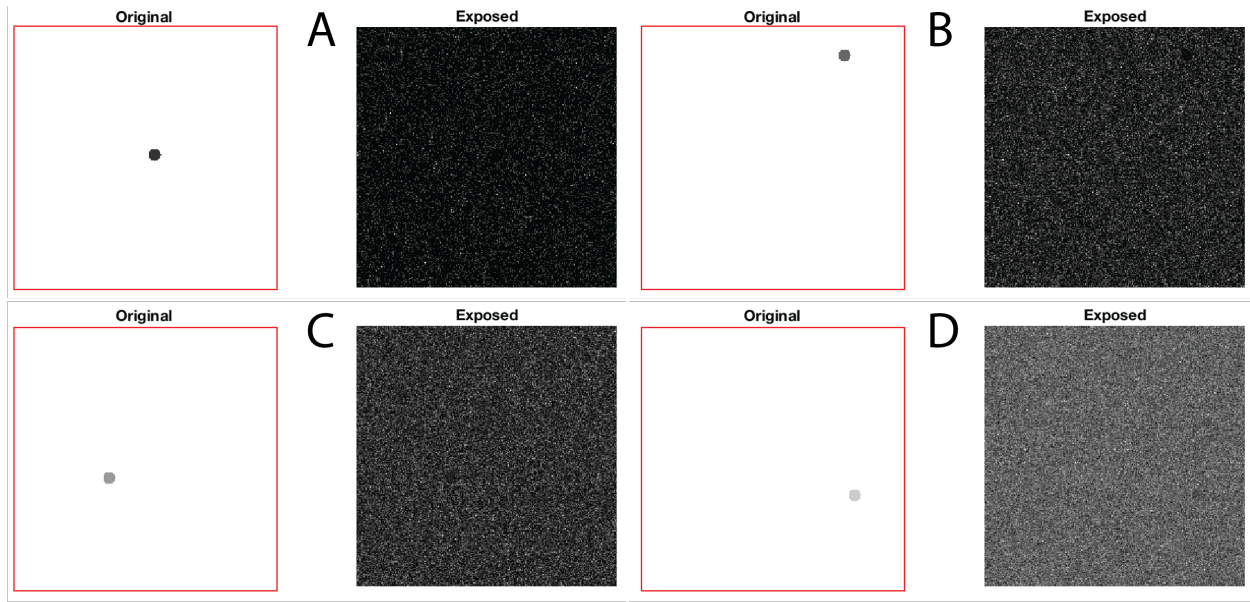 Original
A
Exposed
Original
B
Exposed
Original
C
Exposed
Original
D
Exposed